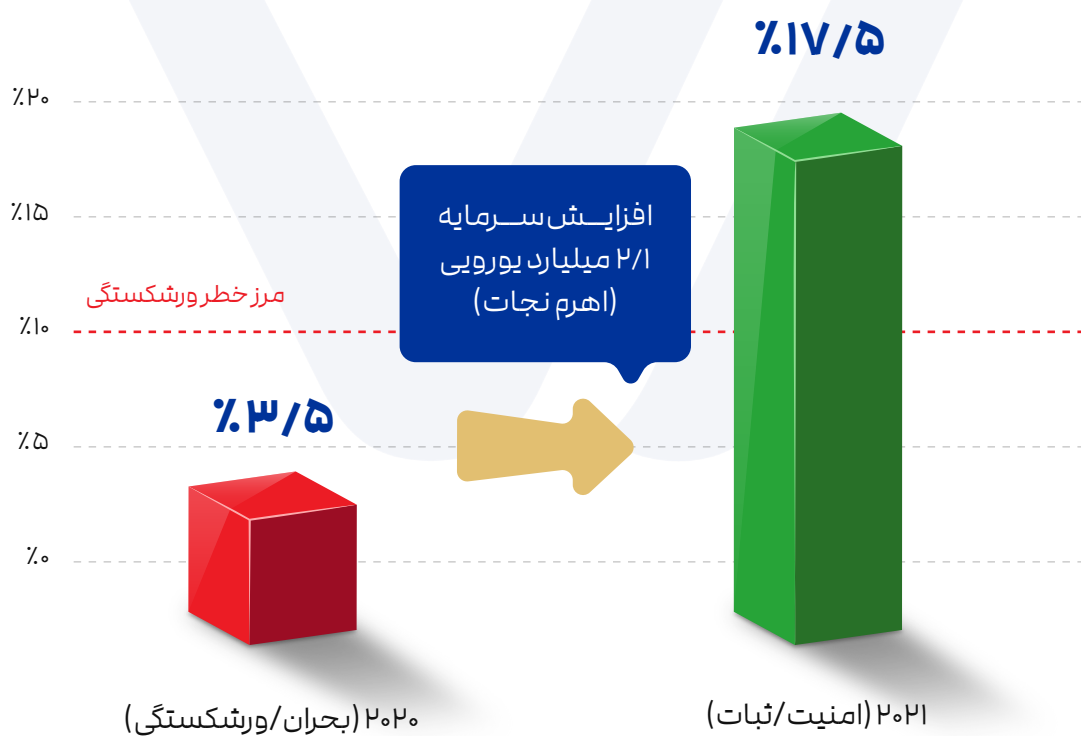 ٪۱۷/۵
٪۲۰
٪۱۵
افزایــش ســرمایه
۲/۱ میلیارد یورویی
(اهرم نجات)
مرز خطر ورشکستگی
٪۱۰
٪۳/۵
٪۵
٪۰
۲۰۲۰ (بحران/ورشکستگی)
۲۰۲۱ (امنیت/ثبات)